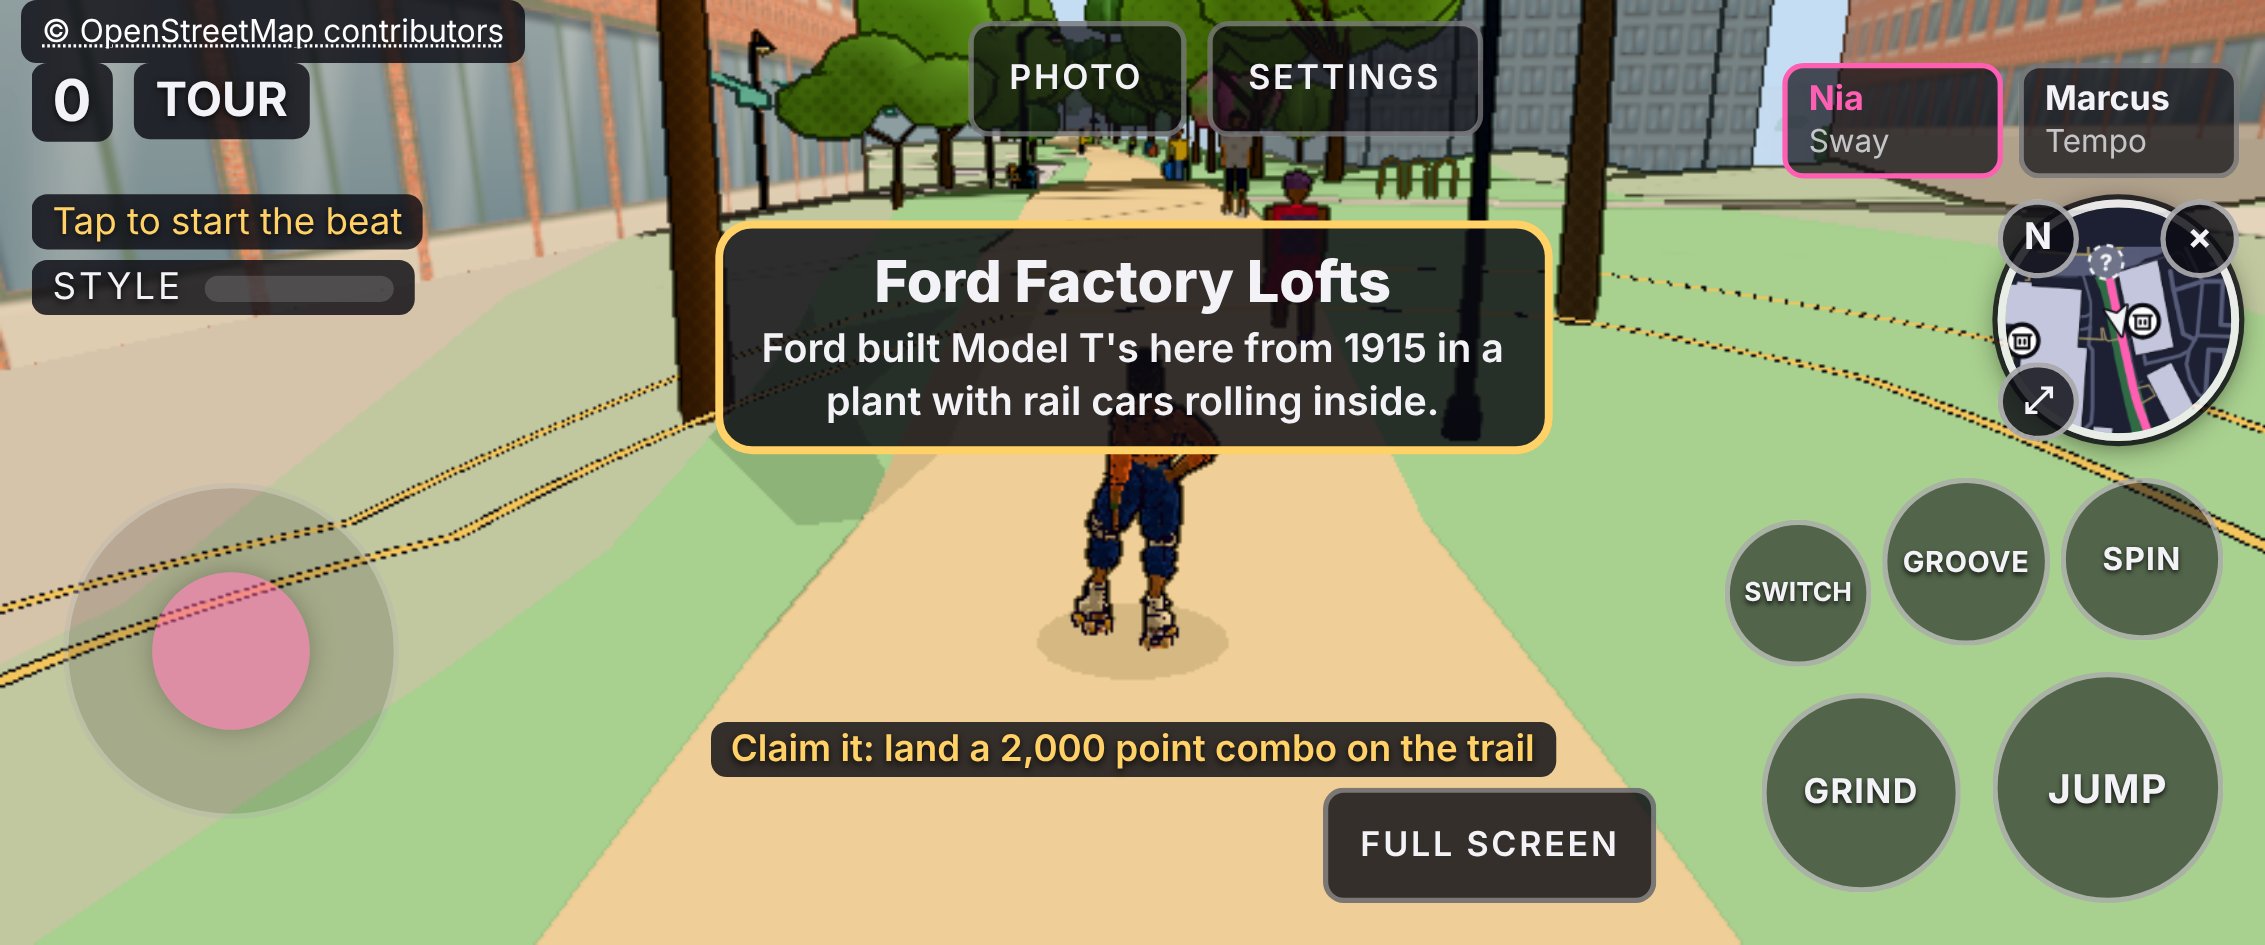 © OpenStreetMap contributors
0 TOUR
PHOTO
SETTINGS
Nia
Sway
Marcus
Tempo
Tap to start the beat
STYLE
N
×
?
Ford Factory Lofts
Ford built Model T's here from 1915 in a
plant with rail cars rolling inside.
SWITCH
GROOVE
SPIN
GRIND
JUMP
Claim it: land a 2,000 point combo on the trail
FULL SCREEN